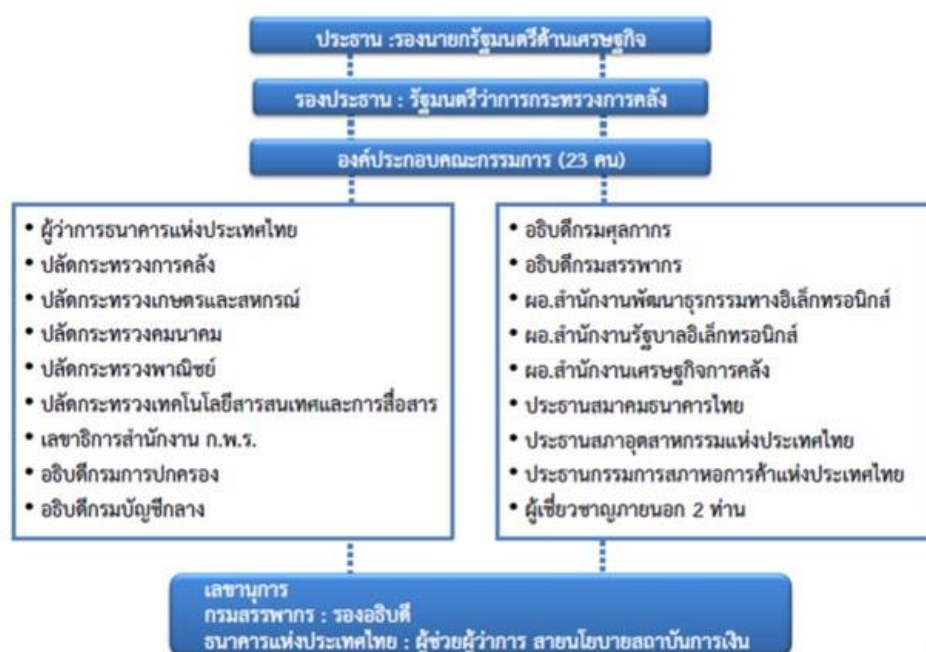 ประธาน :รองนายกรัฐมนตรีด้านเศรษฐกิจ
รองประธาน : รัฐมนตรีว่าการกระทรวงการคลัง
องค์ประกอบคณะกรรมการ (23 คน)
• ผู้ว่าการธนาคารแห่งประเทศไทย
• ปลัดกระทรวงการคลัง
• ปลัดกระทรวงเกษตรและสหกรณ์
• ปลัดกระทรวงคมนาคม
• ปลัดกระทรวงพาณิชย์
• ปลัดกระทรวงเทคโนโลยีสารสนเทศและการสื่อสาร
• เลขาธิการสำนักงาน ก.พ.ร.
• อธิบดีกรมการปกครอง
• อธิบดีกรมบัญชีกลาง
• อธิบดีกรมศุลกากร
• อธิบดีกรมสรรพากร
• ผอ.สำนักงานพัฒนาธุรกรรมทางอิเล็กทรอนิกส์
• ผอ.สำนักงานรัฐบาลอิเล็กทรอนิกส์
• ผอ.สำนักงานเศรษฐกิจการคลัง
• ประธานสมาคมธนาคารไทย
• ประธานสภาอุตสาหกรรมแห่งประเทศไทย
• ประธานกรรมการสภาหอการค้าแห่งประเทศไทย
• ผู้เชี่ยวชาญภายนอก 2 ท่าน
เลขานุการ
กรมสรรพากร : รองอธิบดี
ธนาคารแห่งประเทศไทย : ผู้ช่วยผู้ว่าการ สายนโยบายสถาบันการเงิน